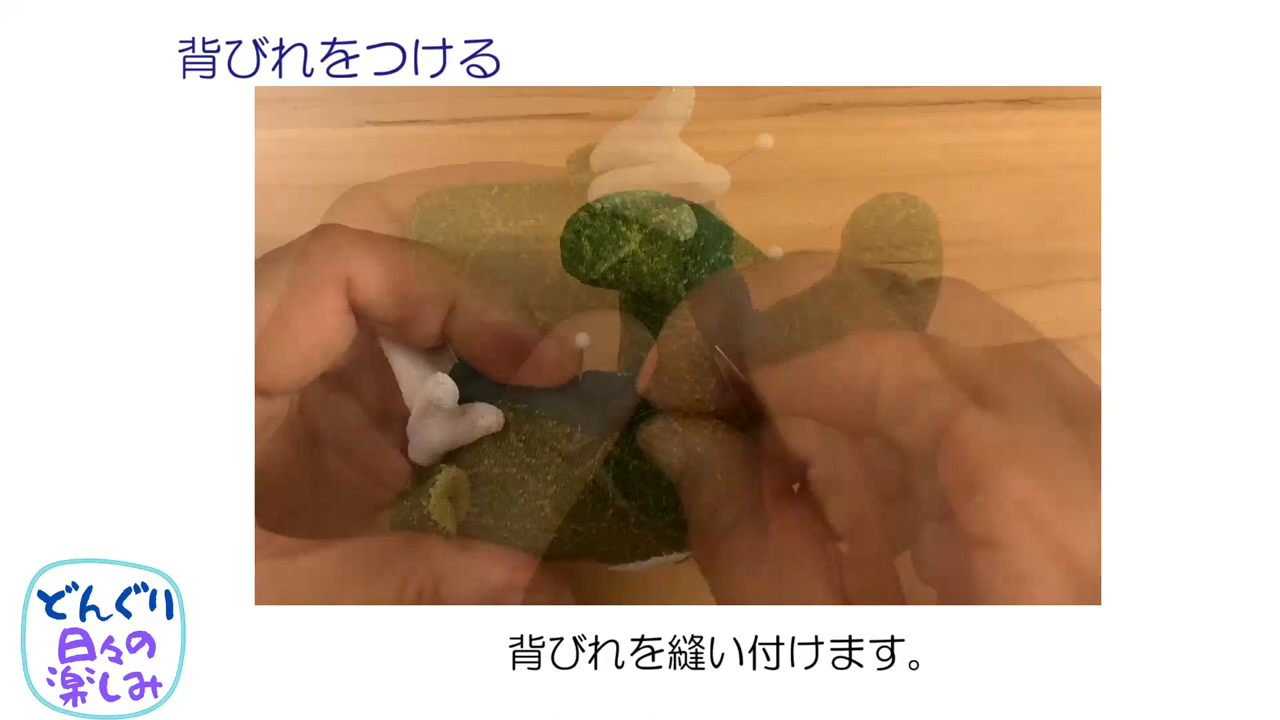 背びれをつける
背びれを縫い付けます。
どんぐり
日々の
楽しみ